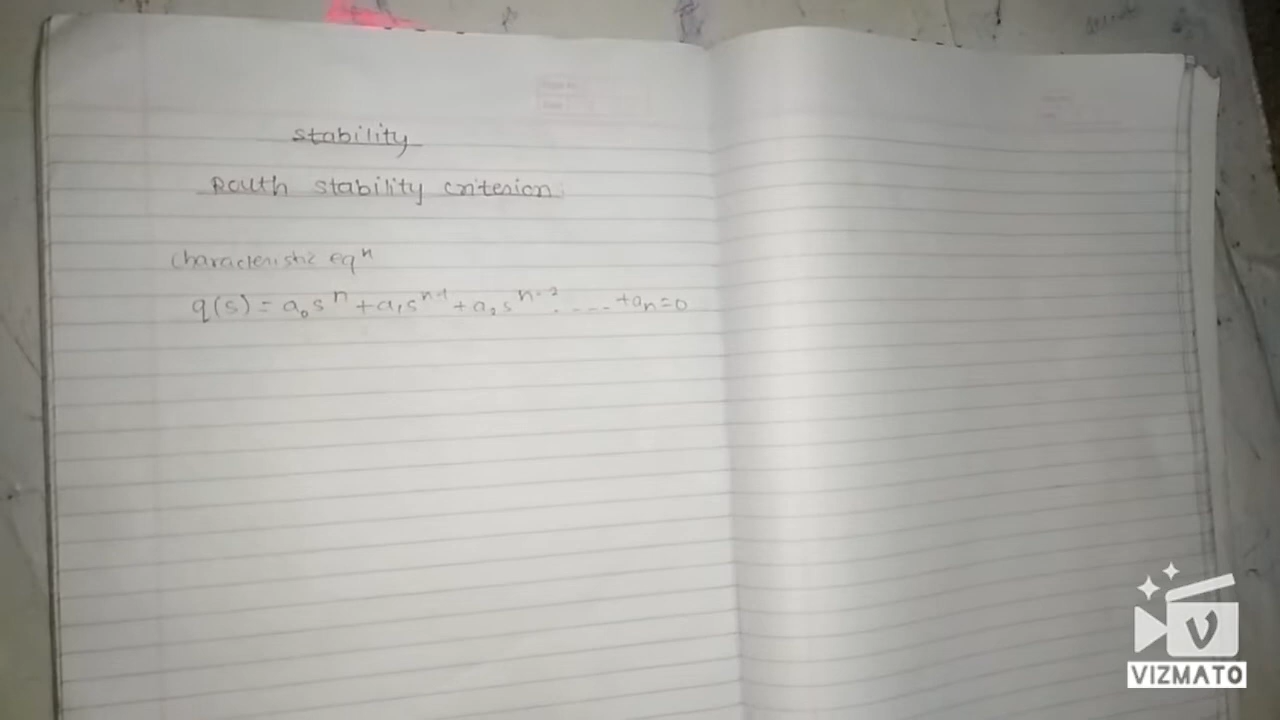 Stability
Routh stability criterion:
Characteristic eqⁿ
q(s) = a₀sⁿ + a₁sⁿ⁻¹ + a₂sⁿ⁻² ..... + aₙ = 0
VIZMATO